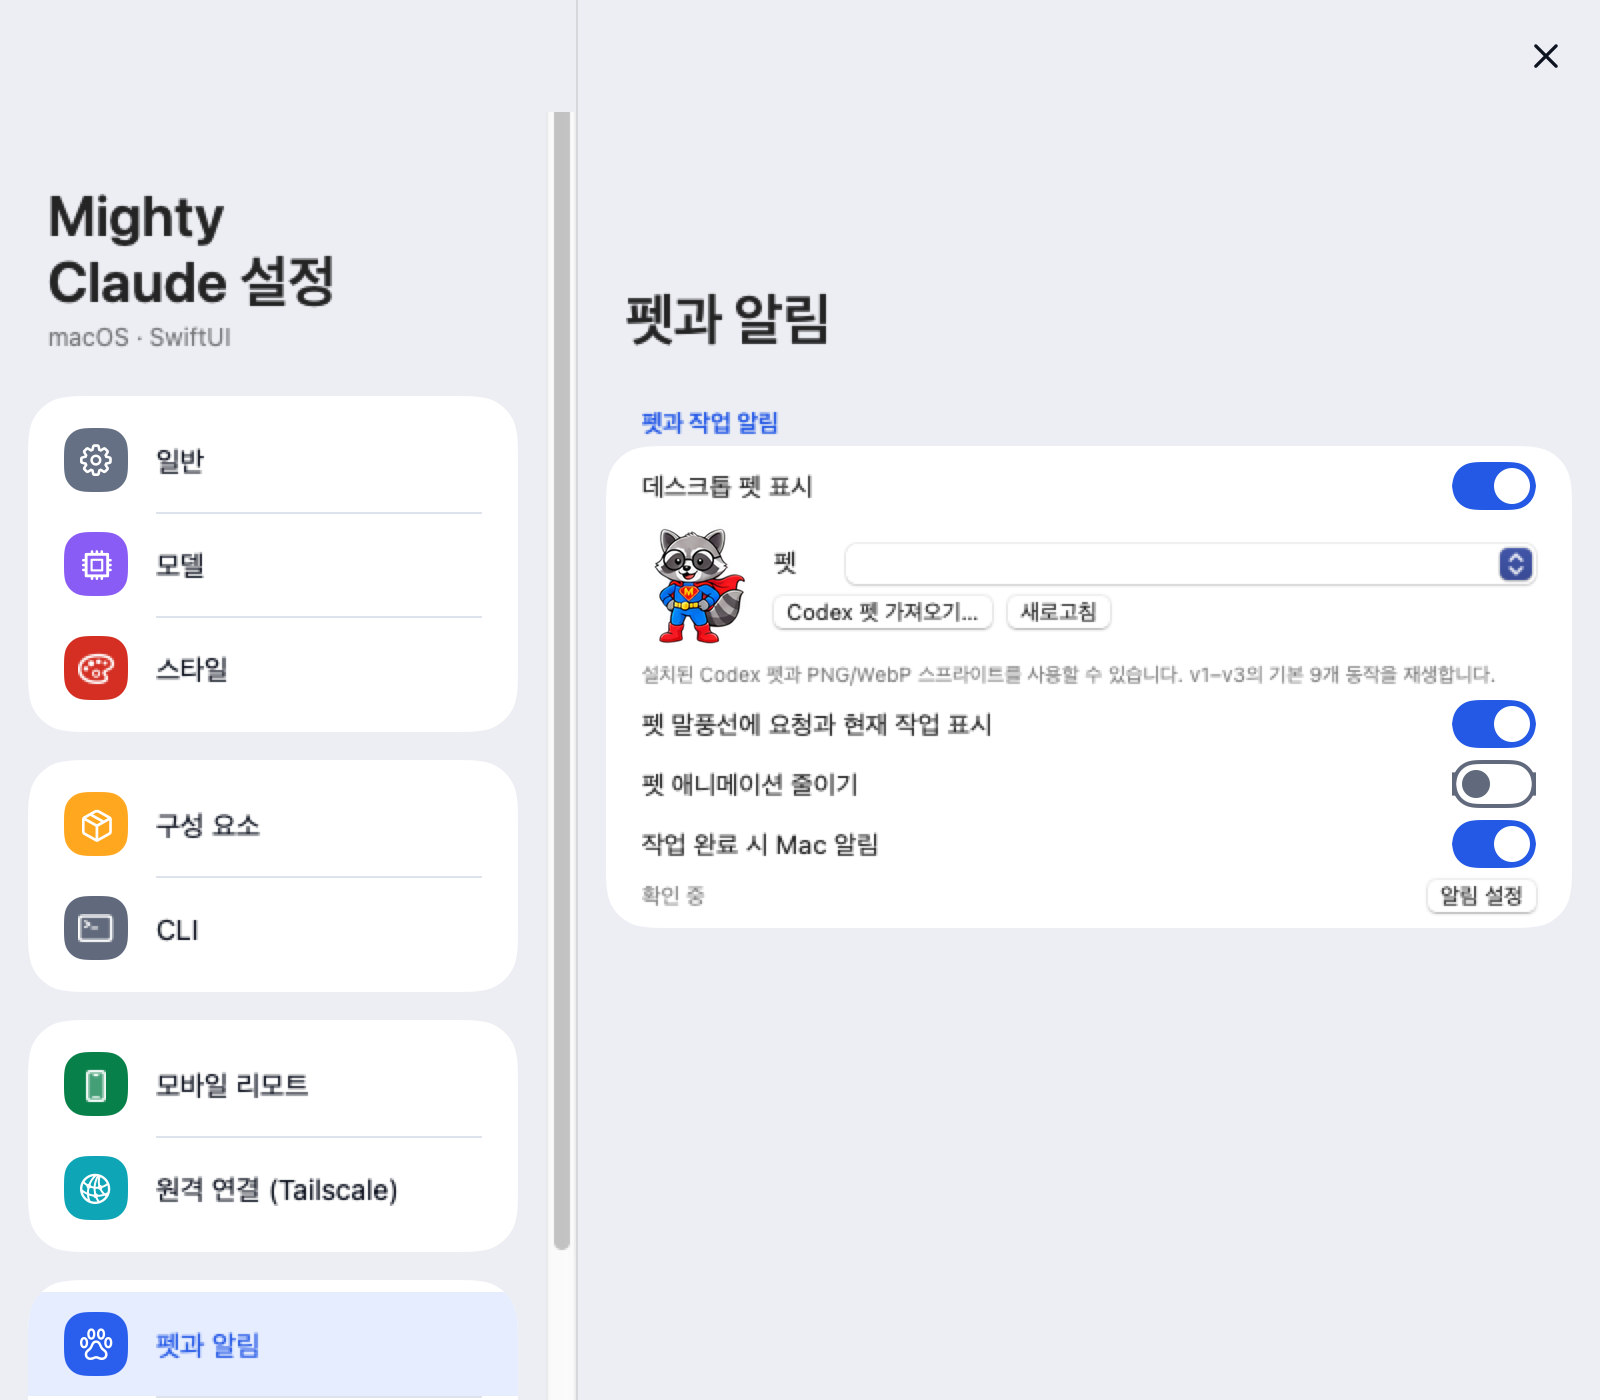 Mighty
Claude 설정
macOS · SwiftUI
일반
모델
스타일
구성 요소
CLI
모바일 리모트
원격 연결 (Tailscale)
펫과 알림
펫과 알림
펫과 작업 알림
데스크톱 펫 표시
펫
Codex 펫 가져오기...
새로고침
설치된 Codex 펫과 PNG/WebP 스프라이트를 사용할 수 있습니다. v1–v3의 기본 9개 동작을 재생합니다.
펫 말풍선에 요청과 현재 작업 표시
펫 애니메이션 줄이기
작업 완료 시 Mac 알림
확인 중
알림 설정